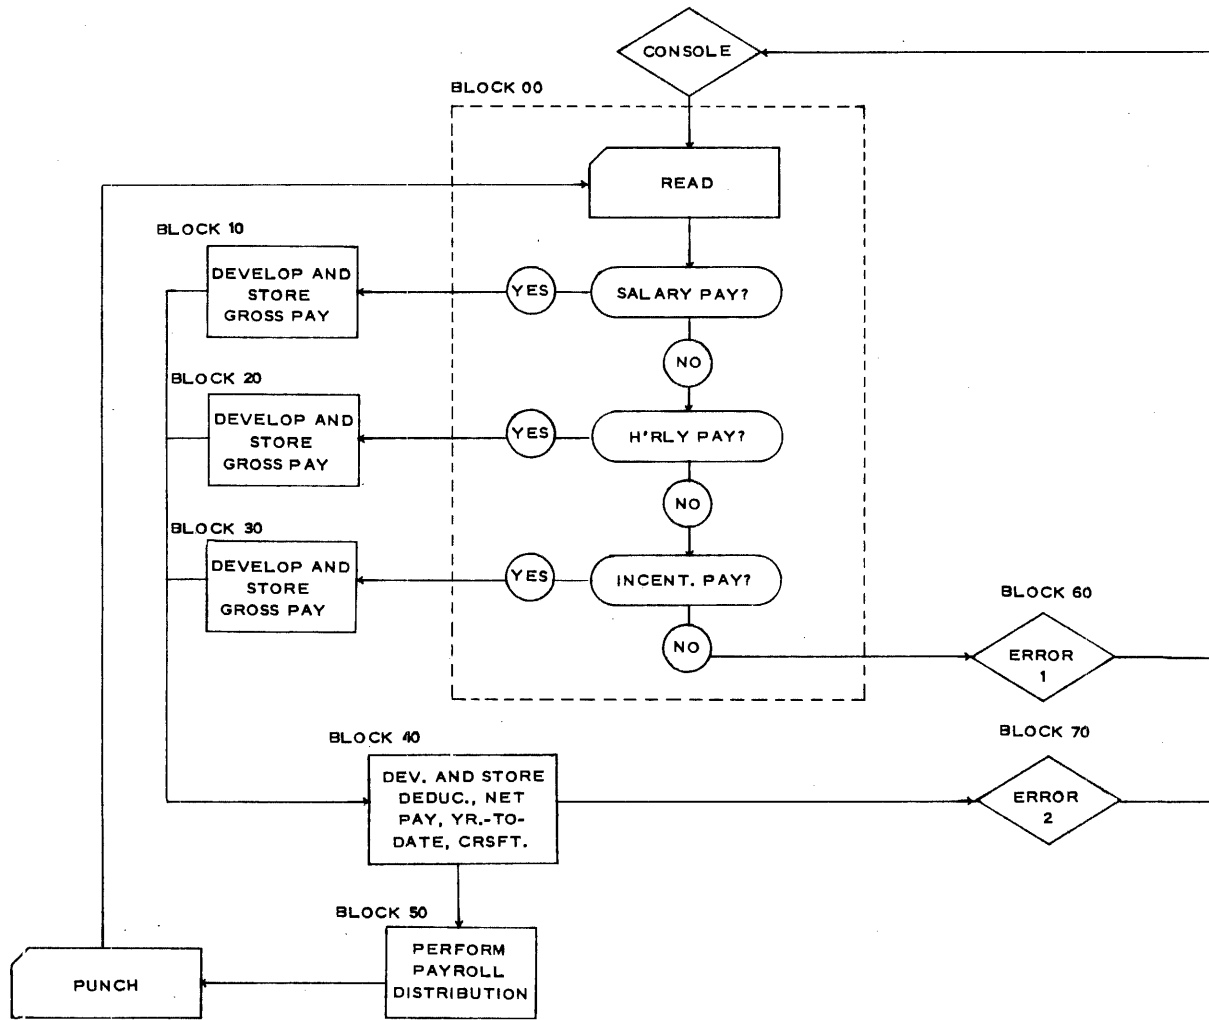 CONSOLE
BLOCK 00
READ
BLOCK 10
DEVELOP AND
STORE
GROSS PAY
YES
SALARY PAY?
NO
BLOCK 20
DEVELOP AND
STORE
GROSS PAY
YES
H'RLY PAY?
NO
BLOCK 30
DEVELOP AND
STORE
GROSS PAY
YES
INCENT. PAY?
NO
BLOCK 60
ERROR
1
BLOCK 40
DEV. AND STORE
DEDUC., NET
PAY, YR.-TO-
DATE, CRSFT.
BLOCK 70
ERROR
2
BLOCK 50
PERFORM
PAYROLL
DISTRIBUTION
PUNCH